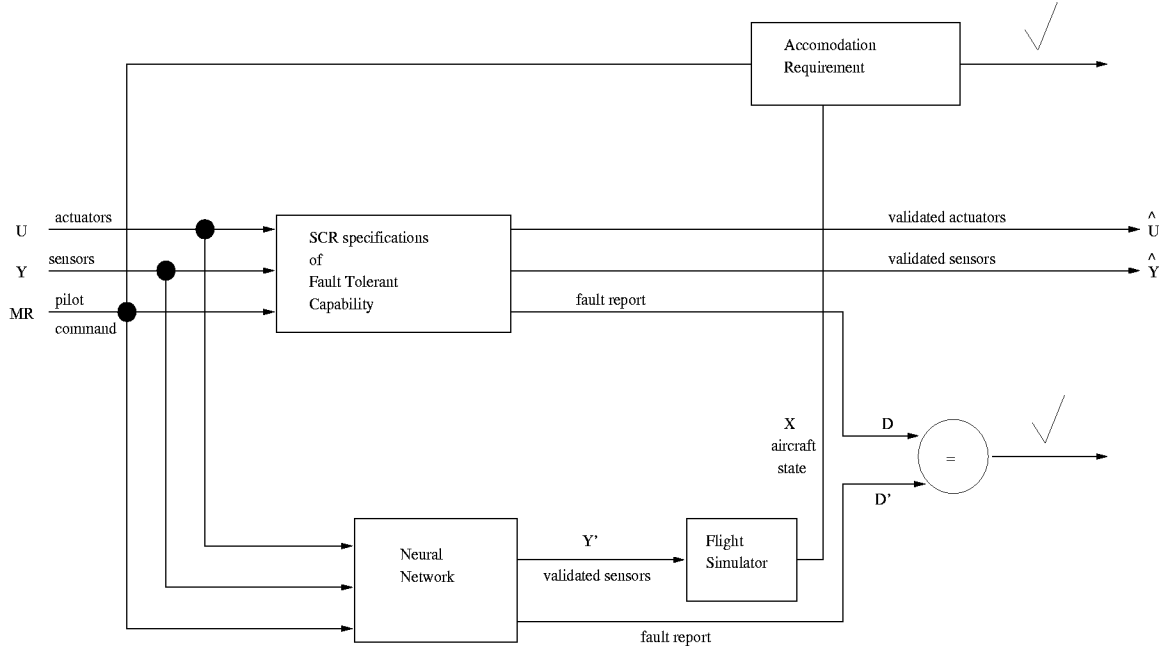 Accomodation
Requirement
U
actuators
Y
sensors
MR
pilot
command
SCR specifications
of
Fault Tolerant
Capability
validated actuators
^
U
validated sensors
^
Y
fault report
X
aircraft
state
D
=
D'
Neural
Network
Y'
validated sensors
Flight
Simulator
fault report